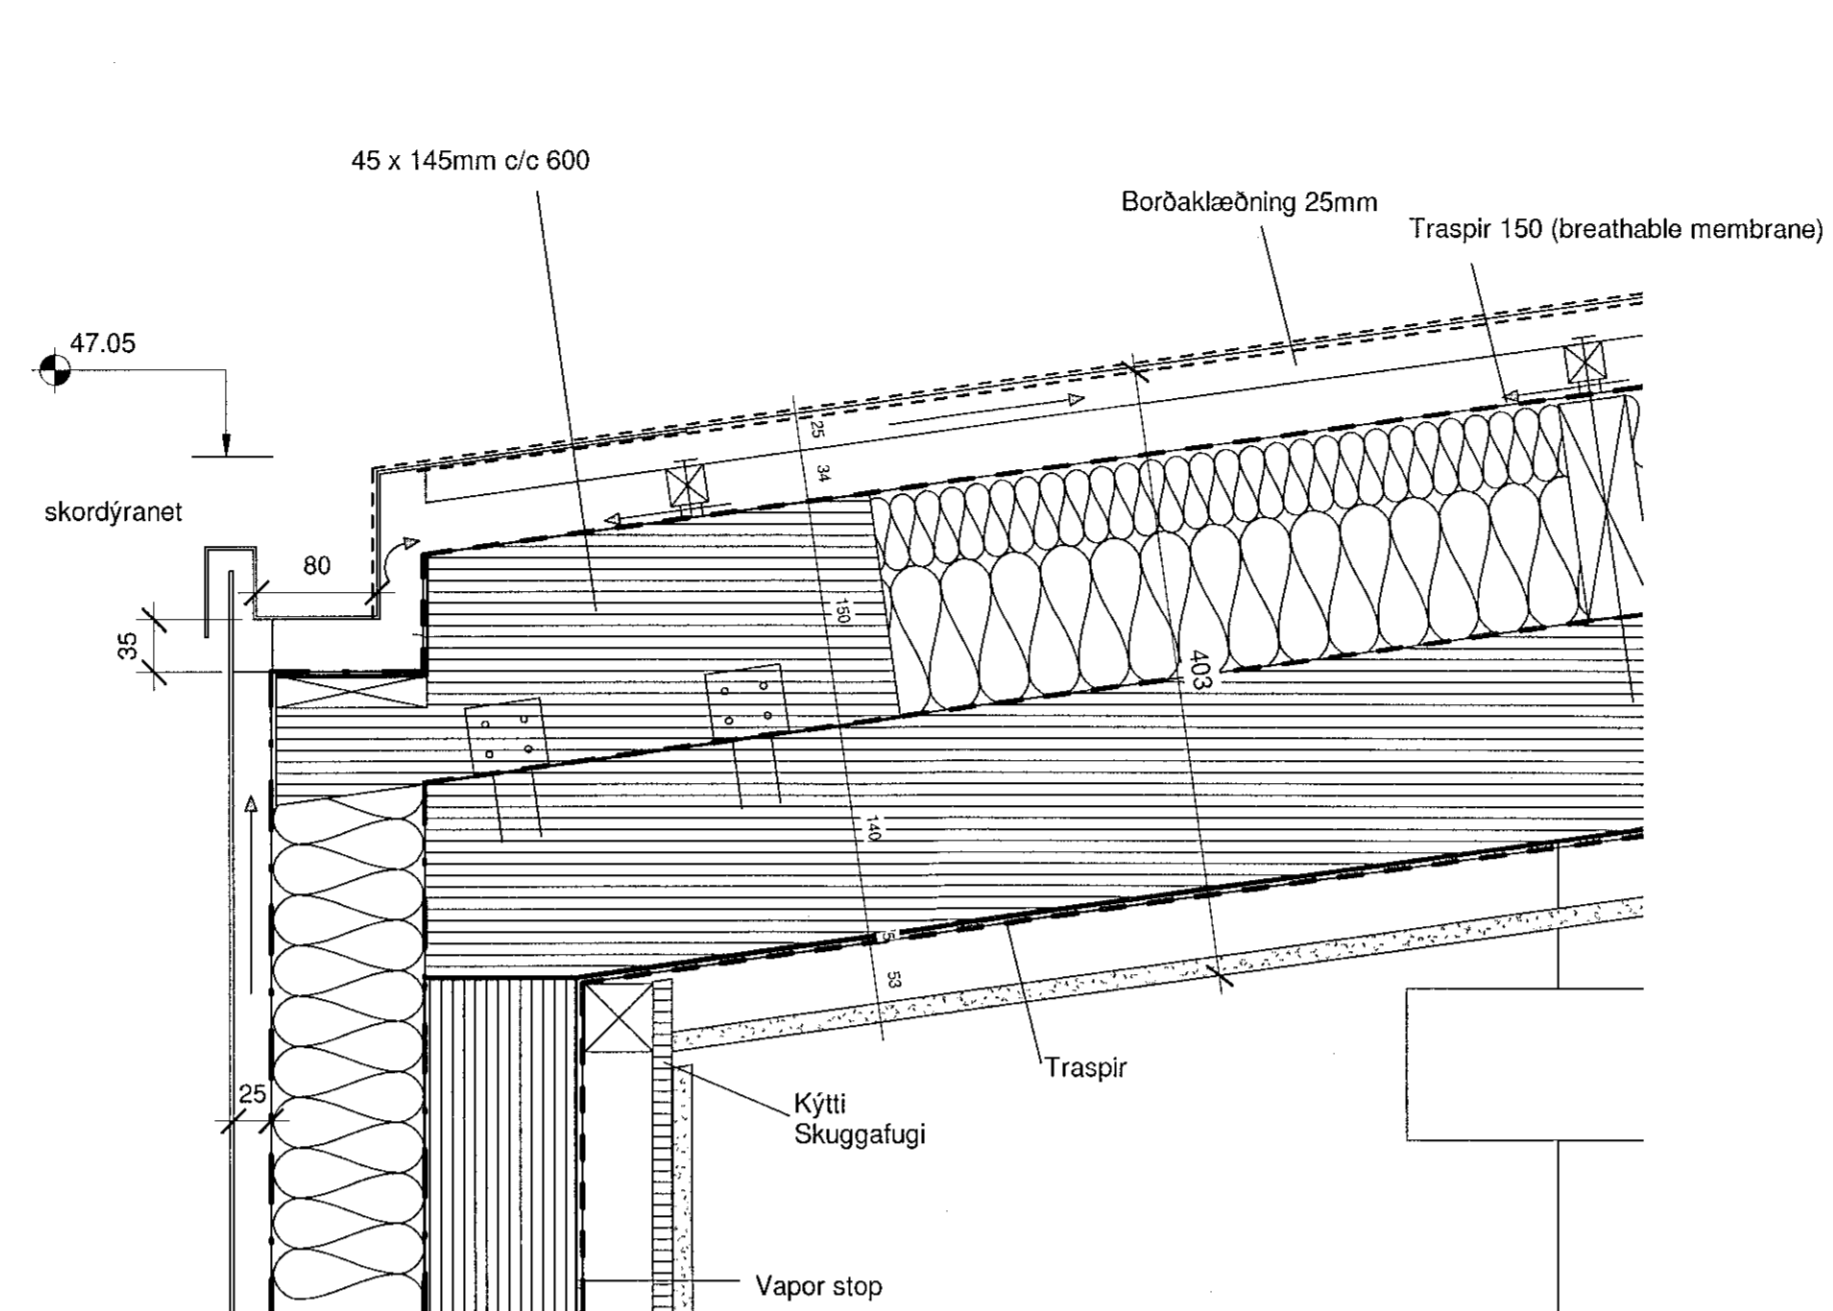 45 x 145mm c/c 600
Borðaklæðning 25mm
Traspir 150 (breathable membrane)
47.05
skordýranet
80
35
25
34
150
403
140
5
53
25
Traspir
Kýtti
Skuggafugi
Vapor stop